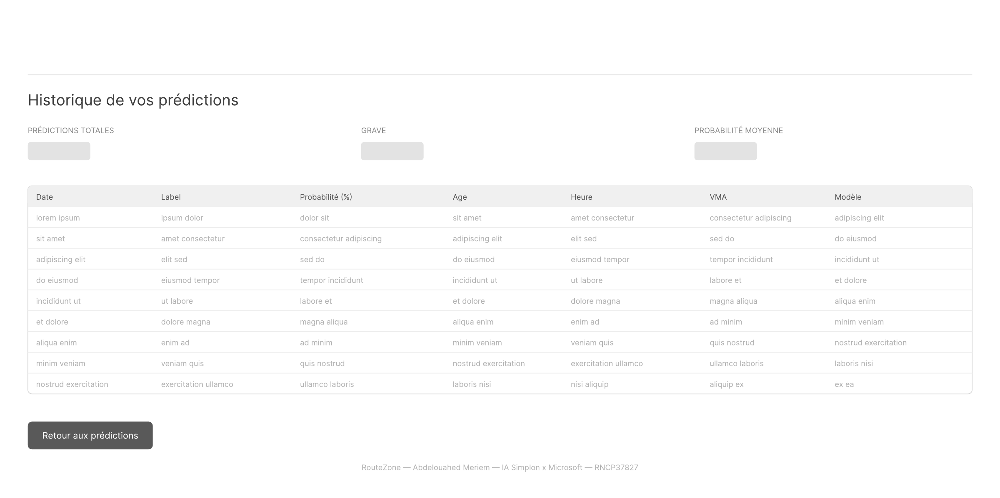 Historique de vos prédictions
PRÉDICTIONS TOTALES GRAVE PROBABILITÉ MOYENNE
Date Label Probabilité (%) Age Heure VMA Modèle
lorem ipsum ipsum dolor dolor sit sit amet amet consectetur consectetur adipiscing adipiscing elit
sit amet amet consectetur consectetur adipiscing adipiscing elit elit sed sed do do eiusmod
adipiscing elit elit sed sed do do eiusmod eiusmod tempor tempor incididunt incididunt ut
do eiusmod eiusmod tempor tempor incididunt incididunt ut ut labore labore et et dolore
incididunt ut ut labore labore et et dolore dolore magna magna aliqua aliqua enim
et dolore dolore magna magna aliqua aliqua enim enim ad ad minim minim veniam
aliqua enim enim ad ad minim minim veniam veniam quis quis nostrud nostrud exercitation
minim veniam veniam quis quis nostrud nostrud exercitation exercitation ullamco ullamco laboris laboris nisi
nostrud exercitation exercitation ullamco ullamco laboris laboris nisi nisi aliquip aliquip ex ex ea
Retour aux prédictions
RouteZone — Abdelouahed Meriem — IA Simplon x Microsoft — RNCP37827